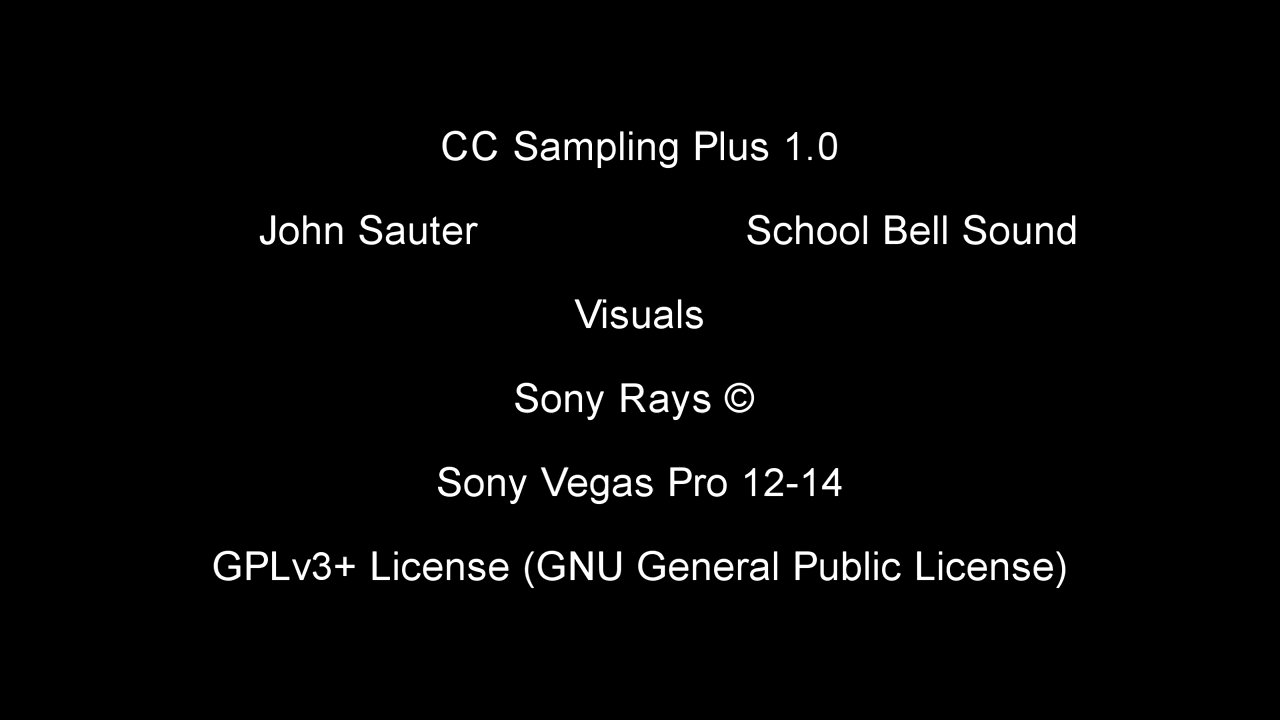 CC Sampling Plus 1.0
John Sauter School Bell Sound
Visuals
Sony Rays ©
Sony Vegas Pro 12-14
GPLv3+ License (GNU General Public License)